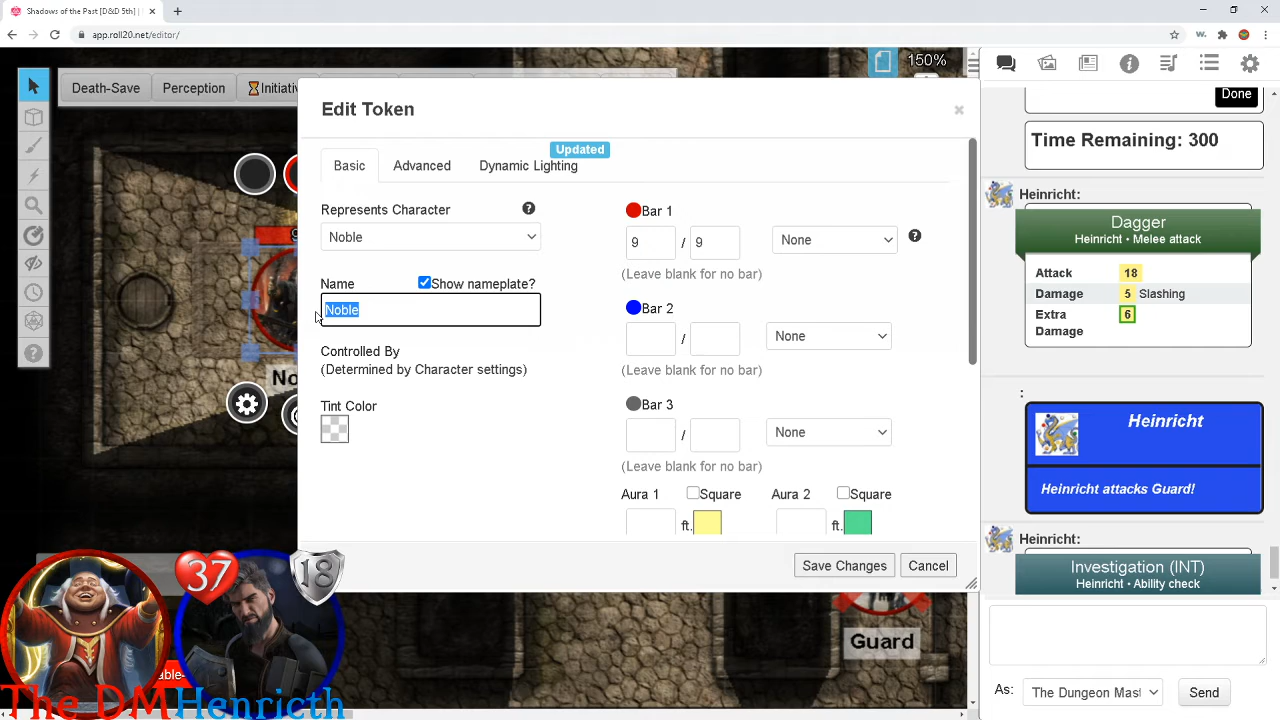 Shadows of the Past [D&D 5th]
app.roll20.net/editor/
Death-Save
Perception
150%
Edit Token
Updated
Basic
Advanced
Dynamic Lighting
Represents Character
Noble
Name
Show nameplate?
Noble
Controlled By
(Determined by Character settings)
Tint Color
Bar 1
9 / 9
None
(Leave blank for no bar)
Bar 2
/
None
(Leave blank for no bar)
Bar 3
/
None
(Leave blank for no bar)
Aura 1
Square
Aura 2
Square
ft.
ft.
Save Changes
Cancel
Done
Time Remaining: 300
Heinricht:
Dagger
Heinricht • Melee attack
Attack 18
Damage 5 Slashing
Extra 6
Damage
:
Heinricht
Heinricht attacks Guard!
Heinricht:
Investigation (INT)
Heinricht • Ability check
As:
The Dungeon Mast
Send
Guard
37
18
The DM
Henricth